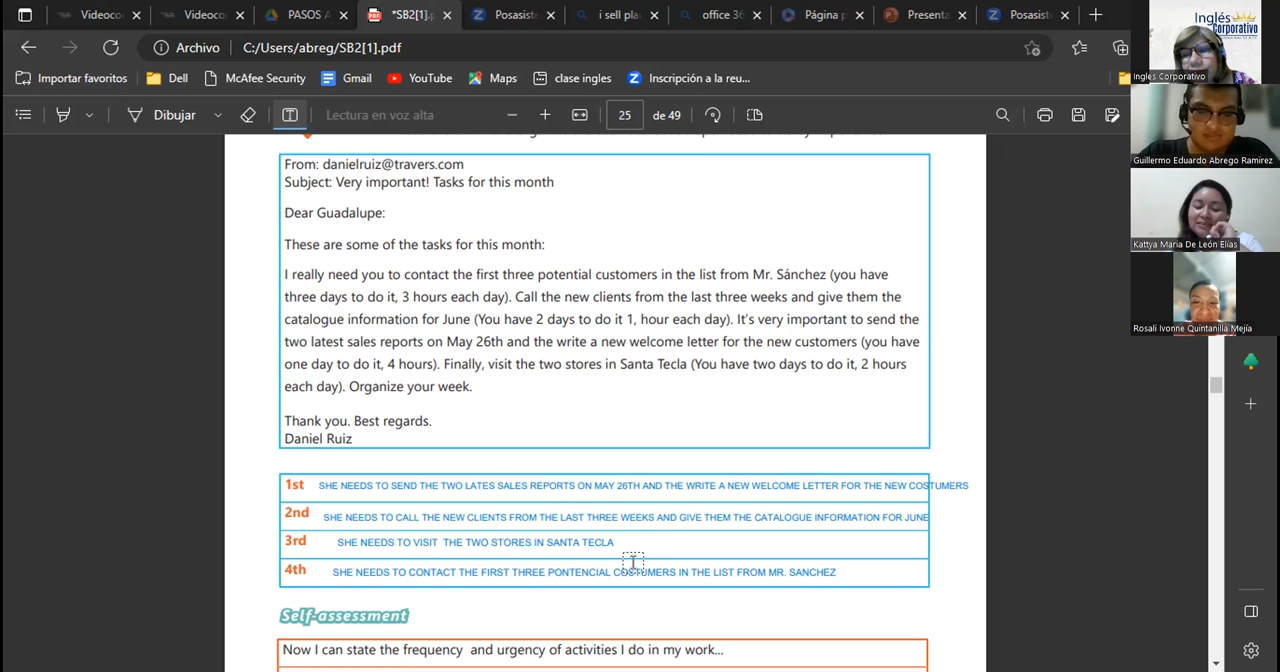 Videoco
Videoco
PASOS A
*SB2[1].p
Posasiste
i sell pla
office 36
Página p
Presenta
Posasist
Archivo
C:/Users/abreg/SB2[1].pdf
Importar favoritos
Dell
McAfee Security
Gmail
YouTube
Maps
clase ingles
Inscripción a la reu...
Dibujar
Lectura en voz alta
25
de 49
From: danielruiz@travers.com
Subject: Very important! Tasks for this month
Dear Guadalupe:
These are some of the tasks for this month:
I really need you to contact the first three potential customers in the list from Mr. Sánchez (you have
three days to do it, 3 hours each day). Call the new clients from the last three weeks and give them the
catalogue information for June (You have 2 days to do it 1, hour each day). It's very important to send the
two latest sales reports on May 26th and the write a new welcome letter for the new customers (you have
one day to do it, 4 hours). Finally, visit the two stores in Santa Tecla (You have two days to do it, 2 hours
each day). Organize your week.
Thank you. Best regards.
Daniel Ruiz
1st SHE NEEDS TO SEND THE TWO LATES SALES REPORTS ON MAY 26TH AND THE WRITE A NEW WELCOME LETTER FOR THE NEW COSTUMERS
2nd SHE NEEDS TO CALL THE NEW CLIENTS FROM THE LAST THREE WEEKS AND GIVE THEM THE CATALOGUE INFORMATION FOR JUNE
3rd SHE NEEDS TO VISIT THE TWO STORES IN SANTA TECLA
4th SHE NEEDS TO CONTACT THE FIRST THREE PONTENCIAL COSTUMERS IN THE LIST FROM MR. SANCHEZ
Self-assessment
Now I can state the frequency and urgency of activities I do in my work...
Inglés
Corporativo
Ingles Corporativo
Guillermo Eduardo Abrego Ramirez
Kattya Maria De León Elías
Rosali Ivonne Quintanilla Mejía